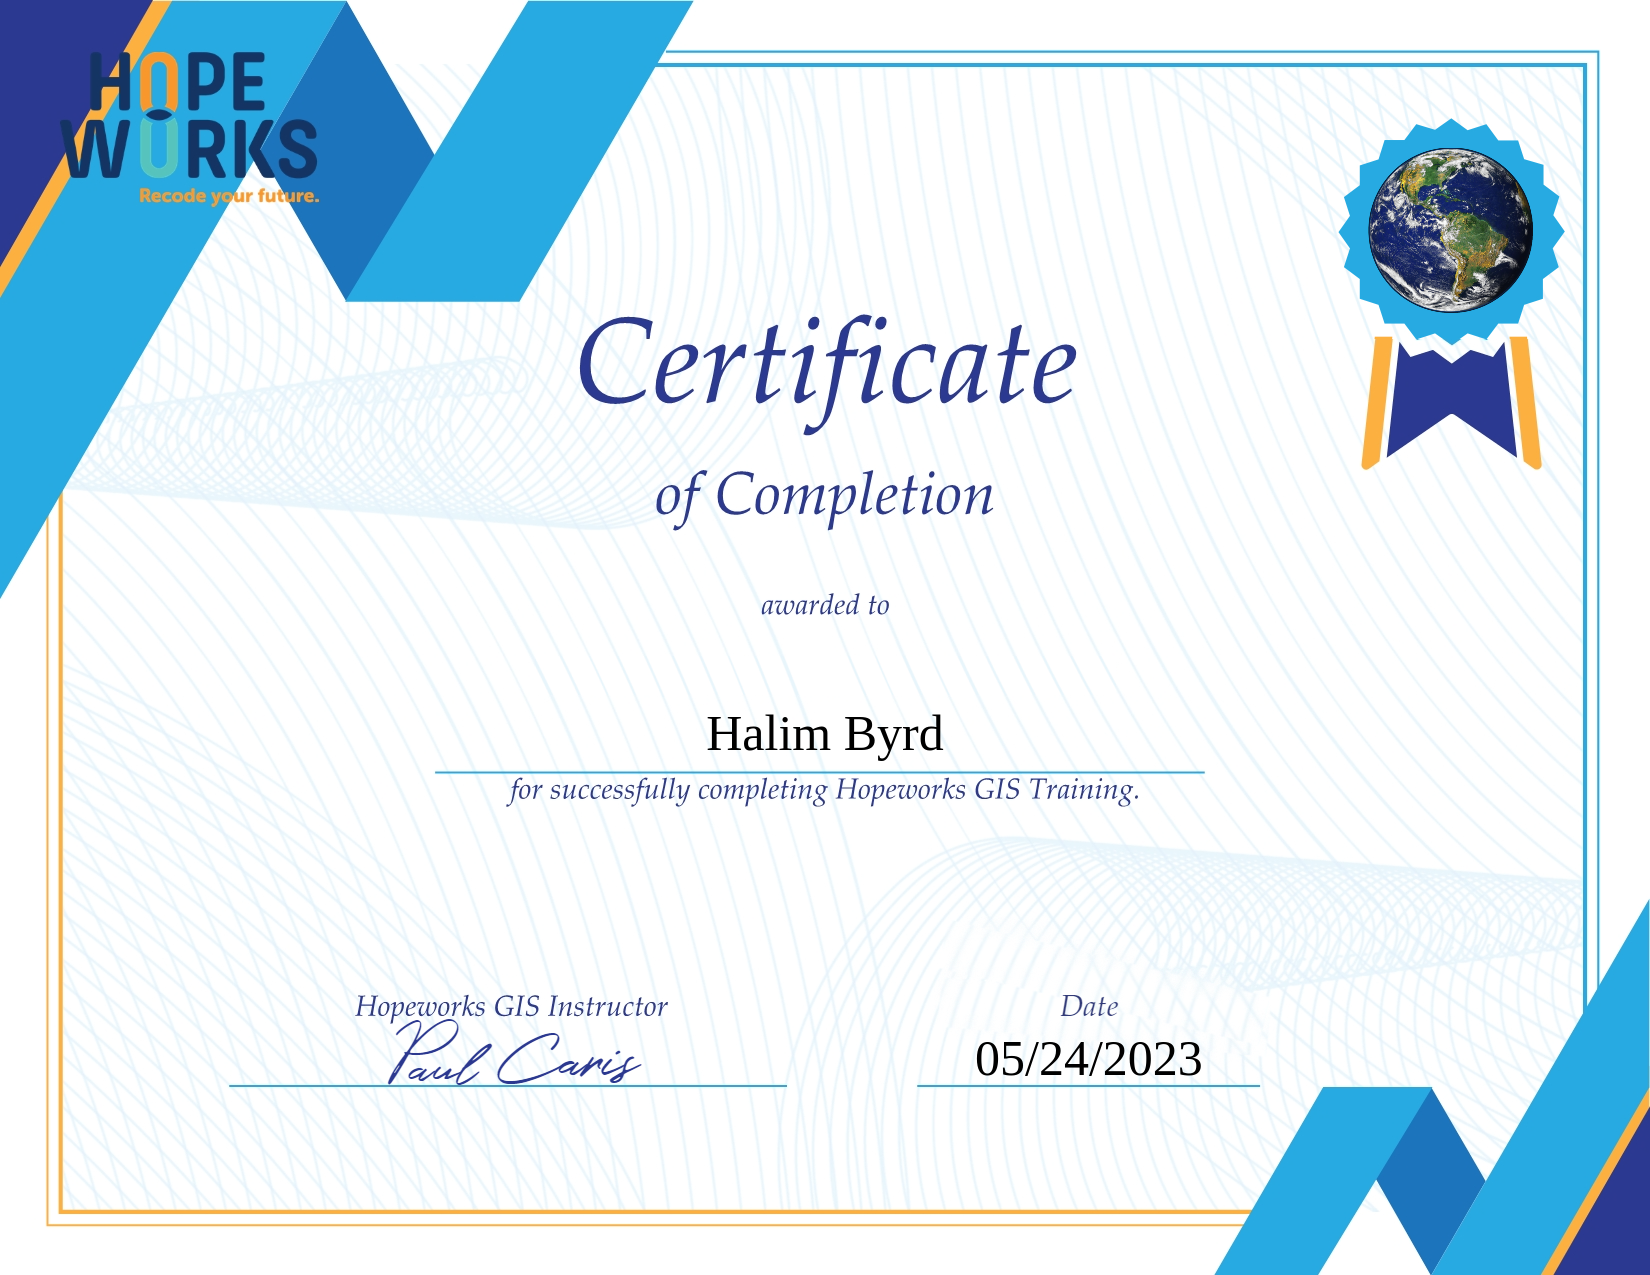 HOPE
WORKS
Recode your future.
Certificate
of Completion
awarded to
Halim Byrd
for successfully completing Hopeworks GIS Training.
Hopeworks GIS Instructor
Paul Caris
Date
05/24/2023